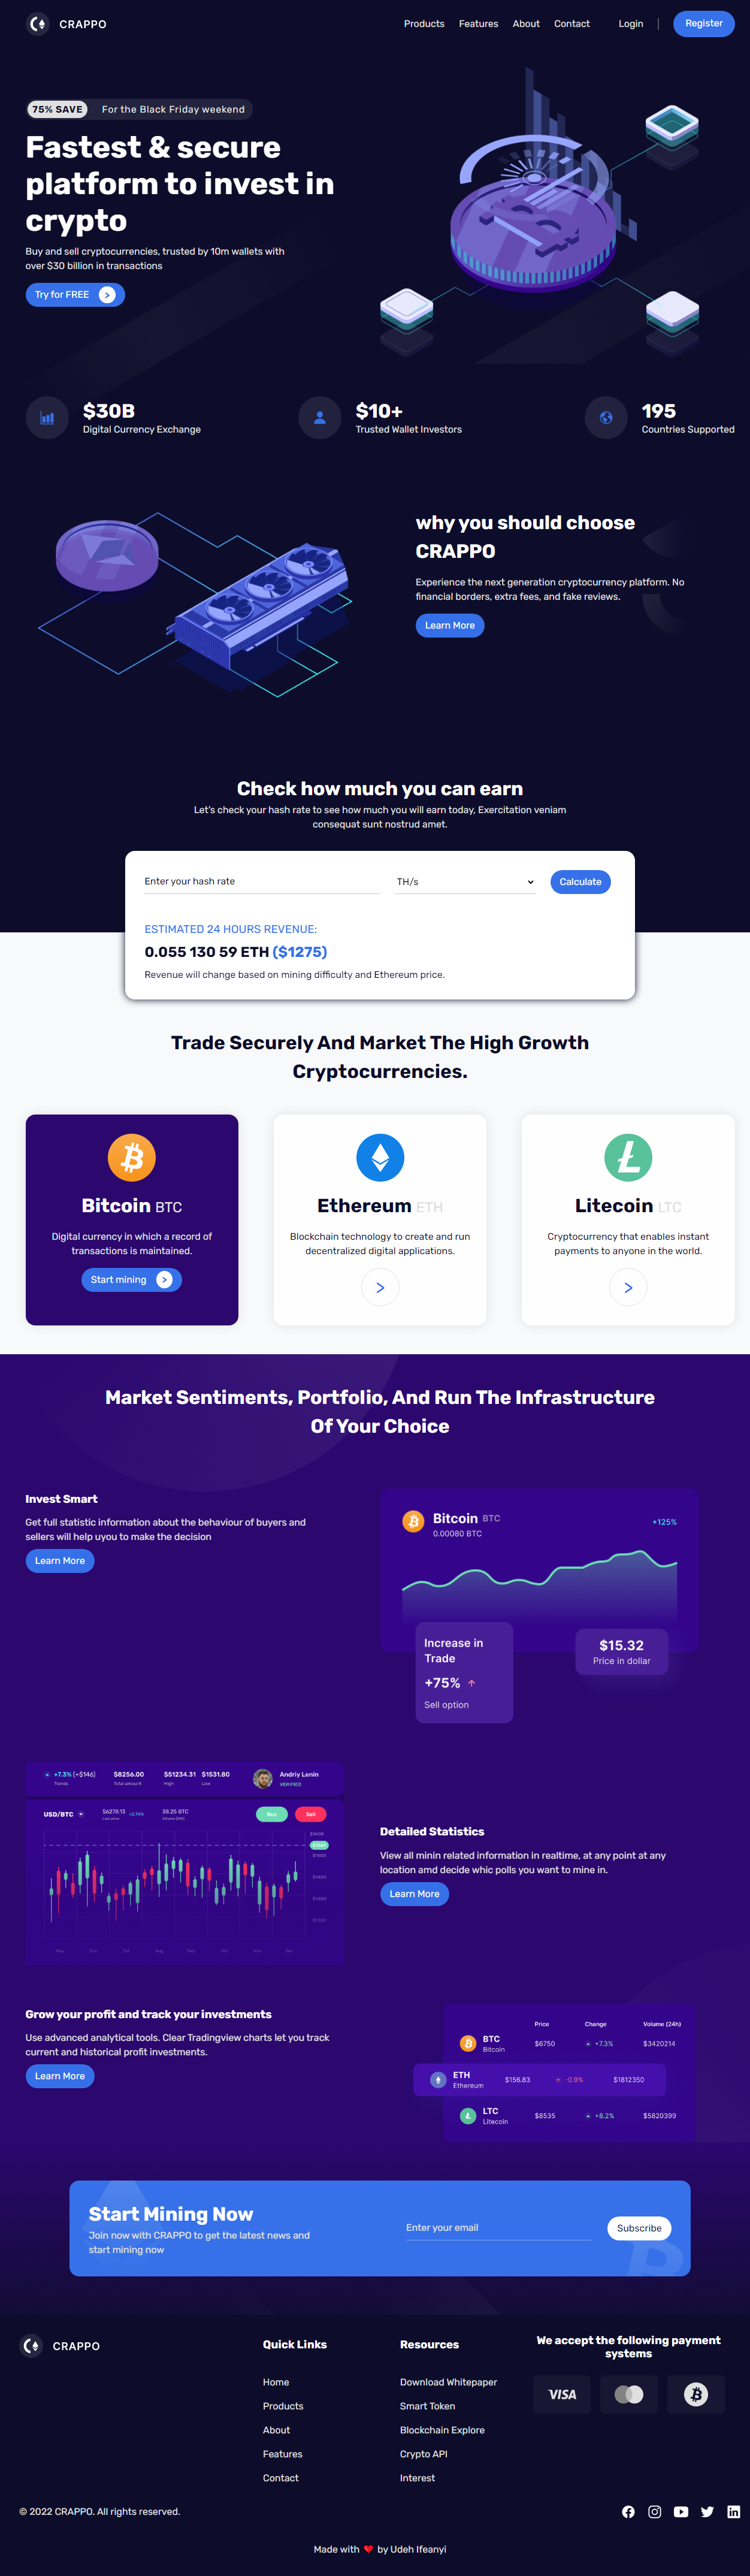 CRAPPO
Products Features About Contact Login Register
75% SAVE For the Black Friday weekend
Fastest & secure
platform to invest in
crypto
Buy and sell cryptocurrencies, trusted by 10m wallets with
over $30 billion in transactions
Try for FREE
$30B
Digital Currency Exchange
$10+
Trusted Wallet Investors
195
Countries Supported
why you should choose
CRAPPO
Experience the next generation cryptocurrency platform. No
financial borders, extra fees, and fake reviews.
Learn More
Check how much you can earn
Let's check your hash rate to see how much you will earn today, Exercitation veniam
consequat sunt nostrud amet.
Enter your hash rate TH/s Calculate
ESTIMATED 24 HOURS REVENUE:
0.055 130 59 ETH ($1275)
Revenue will change based on mining difficulty and Ethereum price.
Trade Securely And Market The High Growth
Cryptocurrencies.
Bitcoin BTC
Digital currency in which a record of
transactions is maintained.
Start mining
Ethereum ETH
Blockchain technology to create and run
decentralized digital applications.
Litecoin LTC
Cryptocurrency that enables instant
payments to anyone in the world.
Market Sentiments, Portfolio, And Run The Infrastructure
Of Your Choice
Invest Smart
Get full statistic information about the behaviour of buyers and
sellers will help uyou to make the decision
Learn More
Bitcoin BTC
0.00080 BTC
+125%
Increase in
Trade
+75%
Sell option
$15.32
Price in dollar
+7.3% (+$146) $8256.00 $51234.31 $1531.80 Andriy Lenin
Trends Total amount High Low VERIFIED
USD/BTC $6278.13 +2.74% 38.25 BTC Buy Sell
Last price Volume (24h)
May Jun Jul Aug Sep Oct Nov Dec
Detailed Statistics
View all minin related information in realtime, at any point at any
location amd decide whic polls you want to mine in.
Learn More
Grow your profit and track your investments
Use advanced analytical tools. Clear Tradingview charts let you track
current and historical profit investments.
Learn More
Price Change Volume (24h)
BTC
Bitcoin
$6750 +7.3% $3420214
ETH
Ethereum
$156.83 -0.9% $1812350
LTC
Litecoin
$8535 +8.2% $5820399
Start Mining Now
Join now with CRAPPO to get the latest news and
start mining now
Enter your email Subscribe
CRAPPO
Quick Links
Home
Products
About
Features
Contact
Resources
Download Whitepaper
Smart Token
Blockchain Explore
Crypto API
Interest
We accept the following payment
systems
VISA
© 2022 CRAPPO. All rights reserved.
Made with by Udeh Ifeanyi